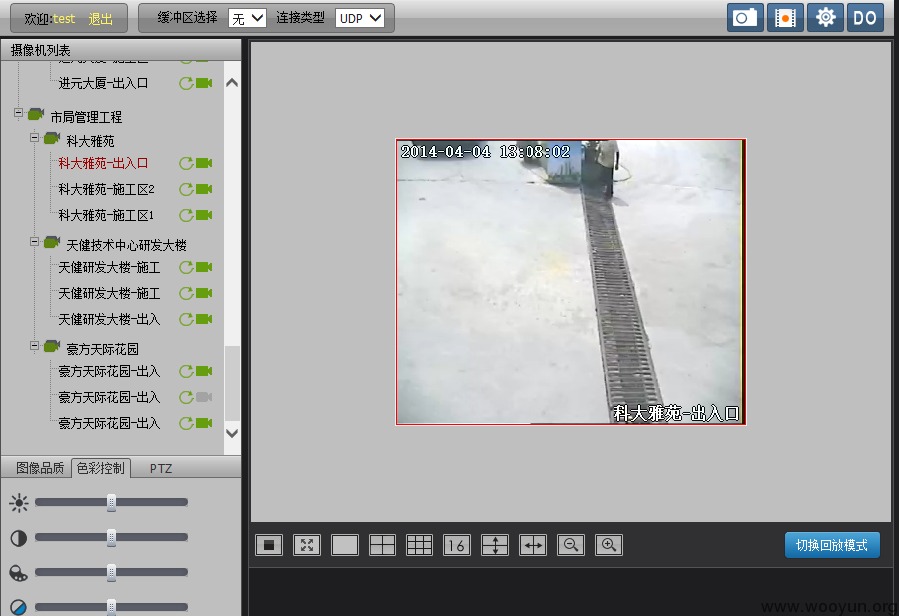 欢迎:test 退出 缓冲区选择 无 连接类型 UDP DO
摄像机列表
进元大厦-出入口
市局管理工程
科大雅苑
科大雅苑-出入口
科大雅苑-施工区2
科大雅苑-施工区1
天健技术中心研发大楼
天健研发大楼-施工
天健研发大楼-施工
天健研发大楼-出入
豪方天际花园
豪方天际花园-出入
豪方天际花园-出入
豪方天际花园-出入
图像品质 色彩控制 PTZ
2014-04-04 13:08:02
科大雅苑-出入口
16 切换回放模式
www.wooyun.org